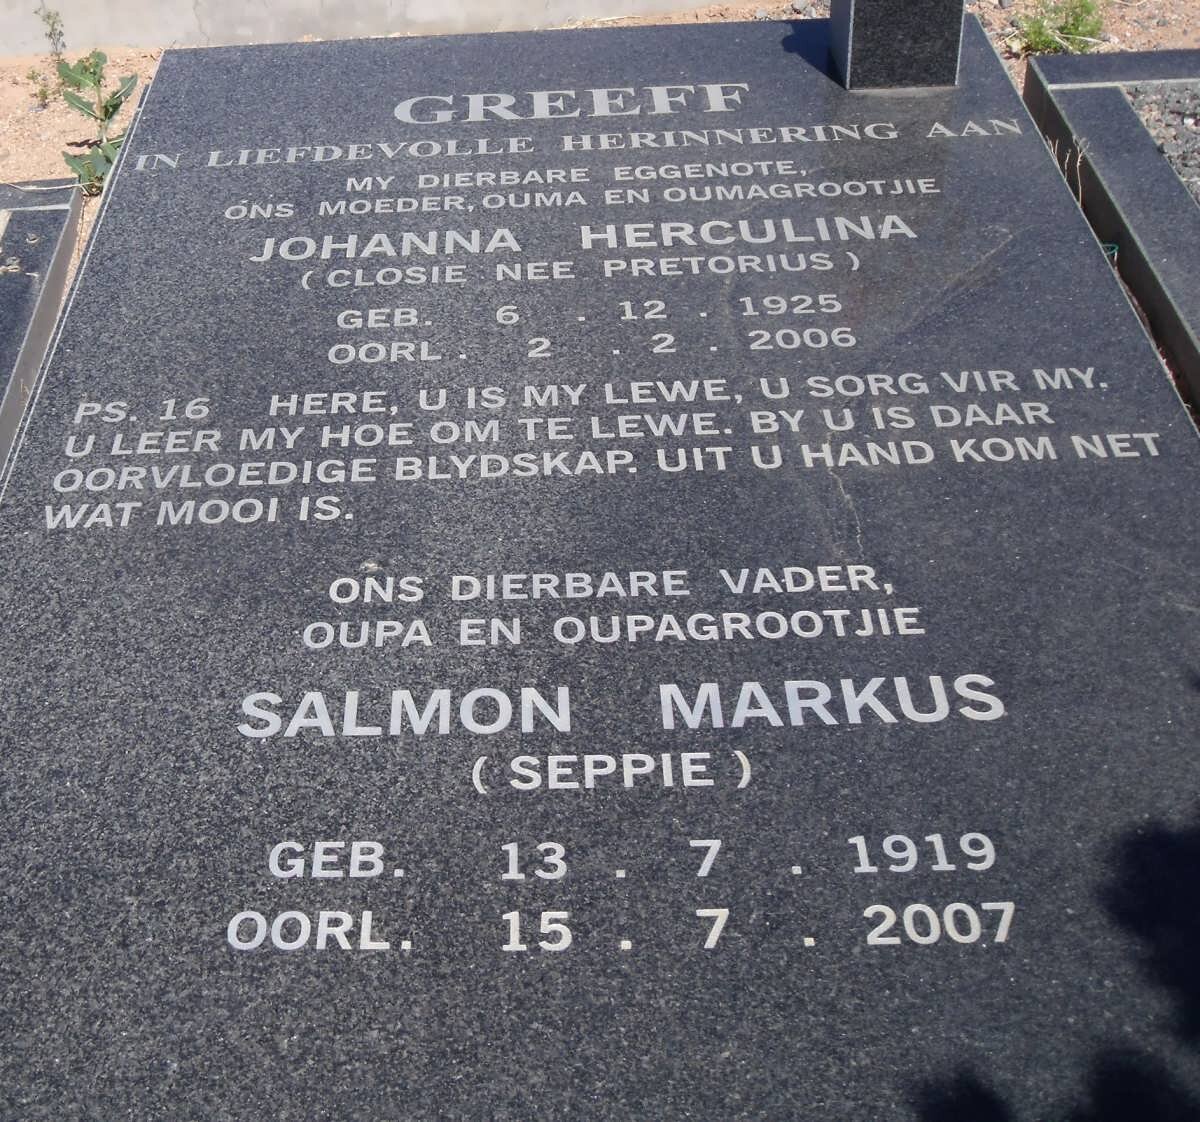 GREEFF
IN LIEFDEVOLLE HERINNERING AAN
MY DIERBARE EGGENOTE,
ONS MOEDER, OUMA EN OUMAGROOTJIE
JOHANNA HERCULINA
( CLOSIE NEE PRETORIUS )
GEB. 6 . 12 . 1925
OORL. 2 . 2 . 2006
PS. 16 HERE, U IS MY LEWE, U SORG VIR MY.
U LEER MY HOE OM TE LEWE. BY U IS DAAR
OORVLOEDIGE BLYDSKAP. UIT U HAND KOM NET
WAT MOOI IS.
ONS DIERBARE VADER,
OUPA EN OUPAGROOTJIE
SALMON MARKUS
( SEPPIE )
GEB. 13 . 7 . 1919
OORL. 15 . 7 . 2007